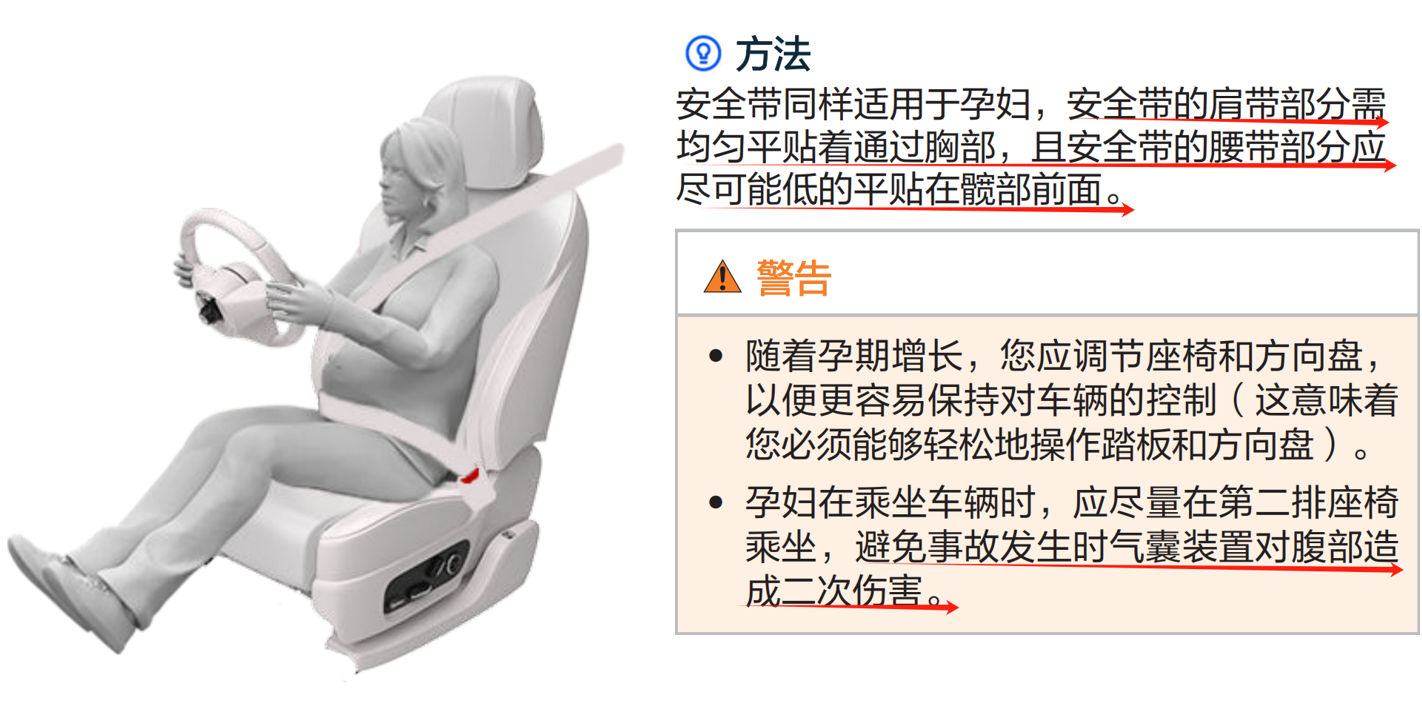 方法
安全带同样适用于孕妇，安全带的肩带部分需
均匀平贴着通过胸部，且安全带的腰带部分应
尽可能低的平贴在髋部前面。
警告
• 随着孕期增长，您应调节座椅和方向盘，
以便更容易保持对车辆的控制（这意味着
您必须能够轻松地操作踏板和方向盘）。
• 孕妇在乘坐车辆时，应尽量在第二排座椅
乘坐，避免事故发生时气囊装置对腹部造
成二次伤害。